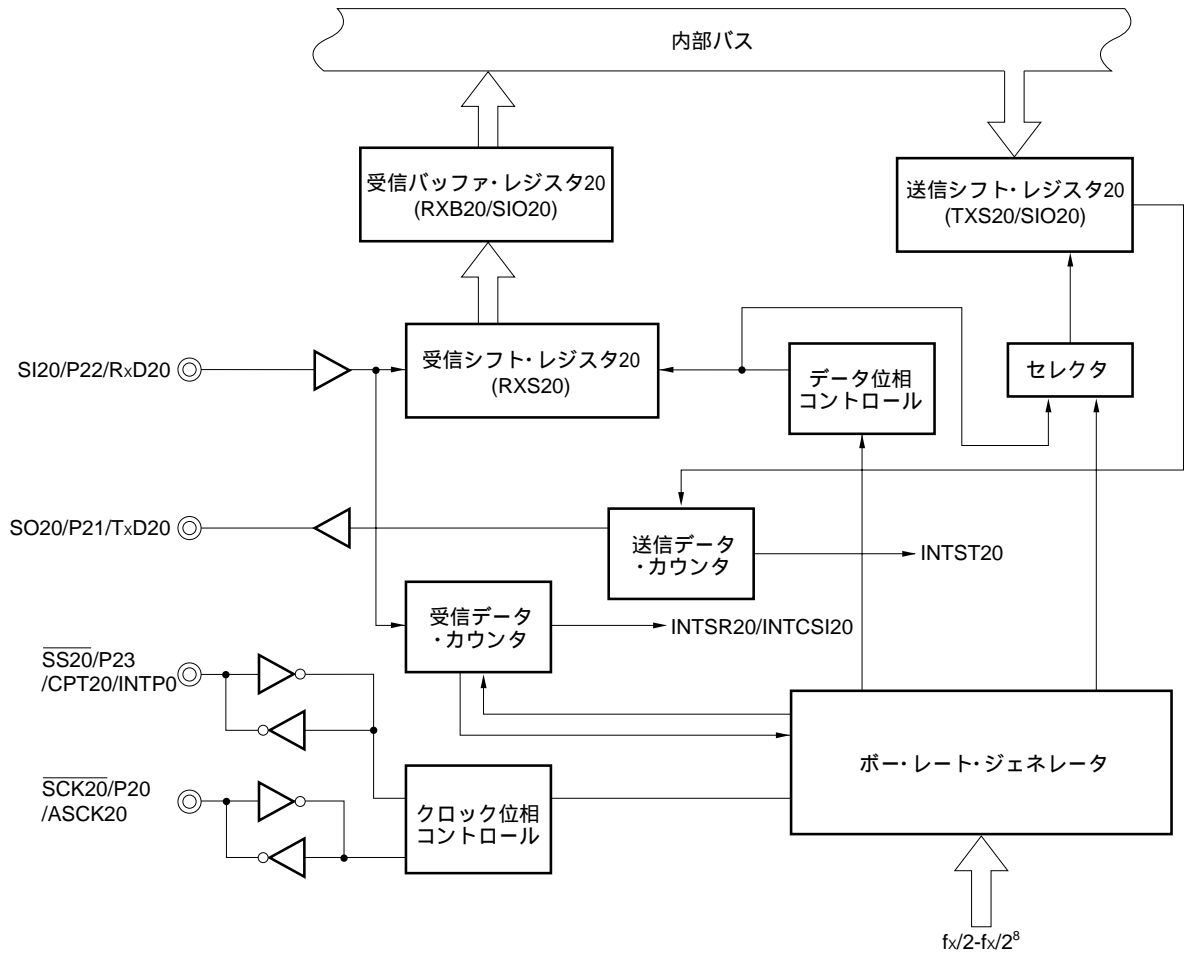 内部バス
受信バッファ・レジスタ20
(RXB20/SIO20)
送信シフト・レジスタ20
(TXS20/SIO20)
SI20/P22/RxD20
受信シフト・レジスタ20
(RXS20)
データ位相
コントロール
セレクタ
SO20/P21/TxD20
送信データ
・カウンタ
INTST20
受信データ
・カウンタ
INTSR20/INTCSI20
SS20/P23
/CPT20/INTP0
ボー・レート・ジェネレータ
SCK20/P20
/ASCK20
クロック位相
コントロール
fx/2-fx/2⁸